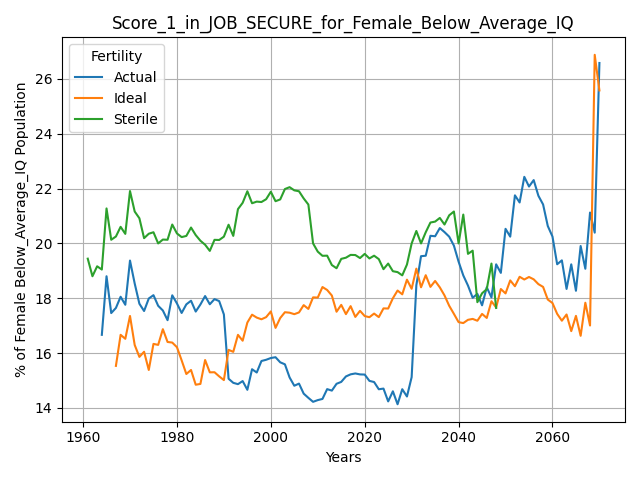 Score_1_in_JOB_SECURE_for_Female_Below_Average_IQ
Fertility
Actual
Ideal
Sterile
% of Female Below_Average_IQ Population
26
24
22
20
18
16
14
1960
1980
2000
2020
2040
2060
Years